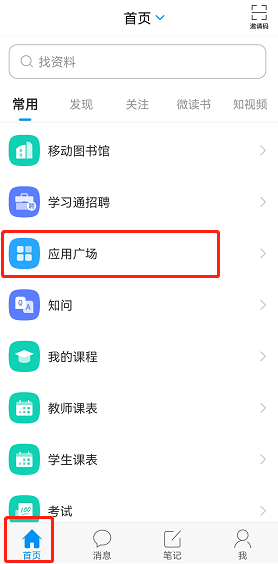 首页
邀请码
找资料
常用 发现 关注 微读书 知视频
移动图书馆
学习通招聘
聘
应用广场
Q
A
知问
我的课程
教师课表
学生课表
100
考试
首页 消息 笔记 我